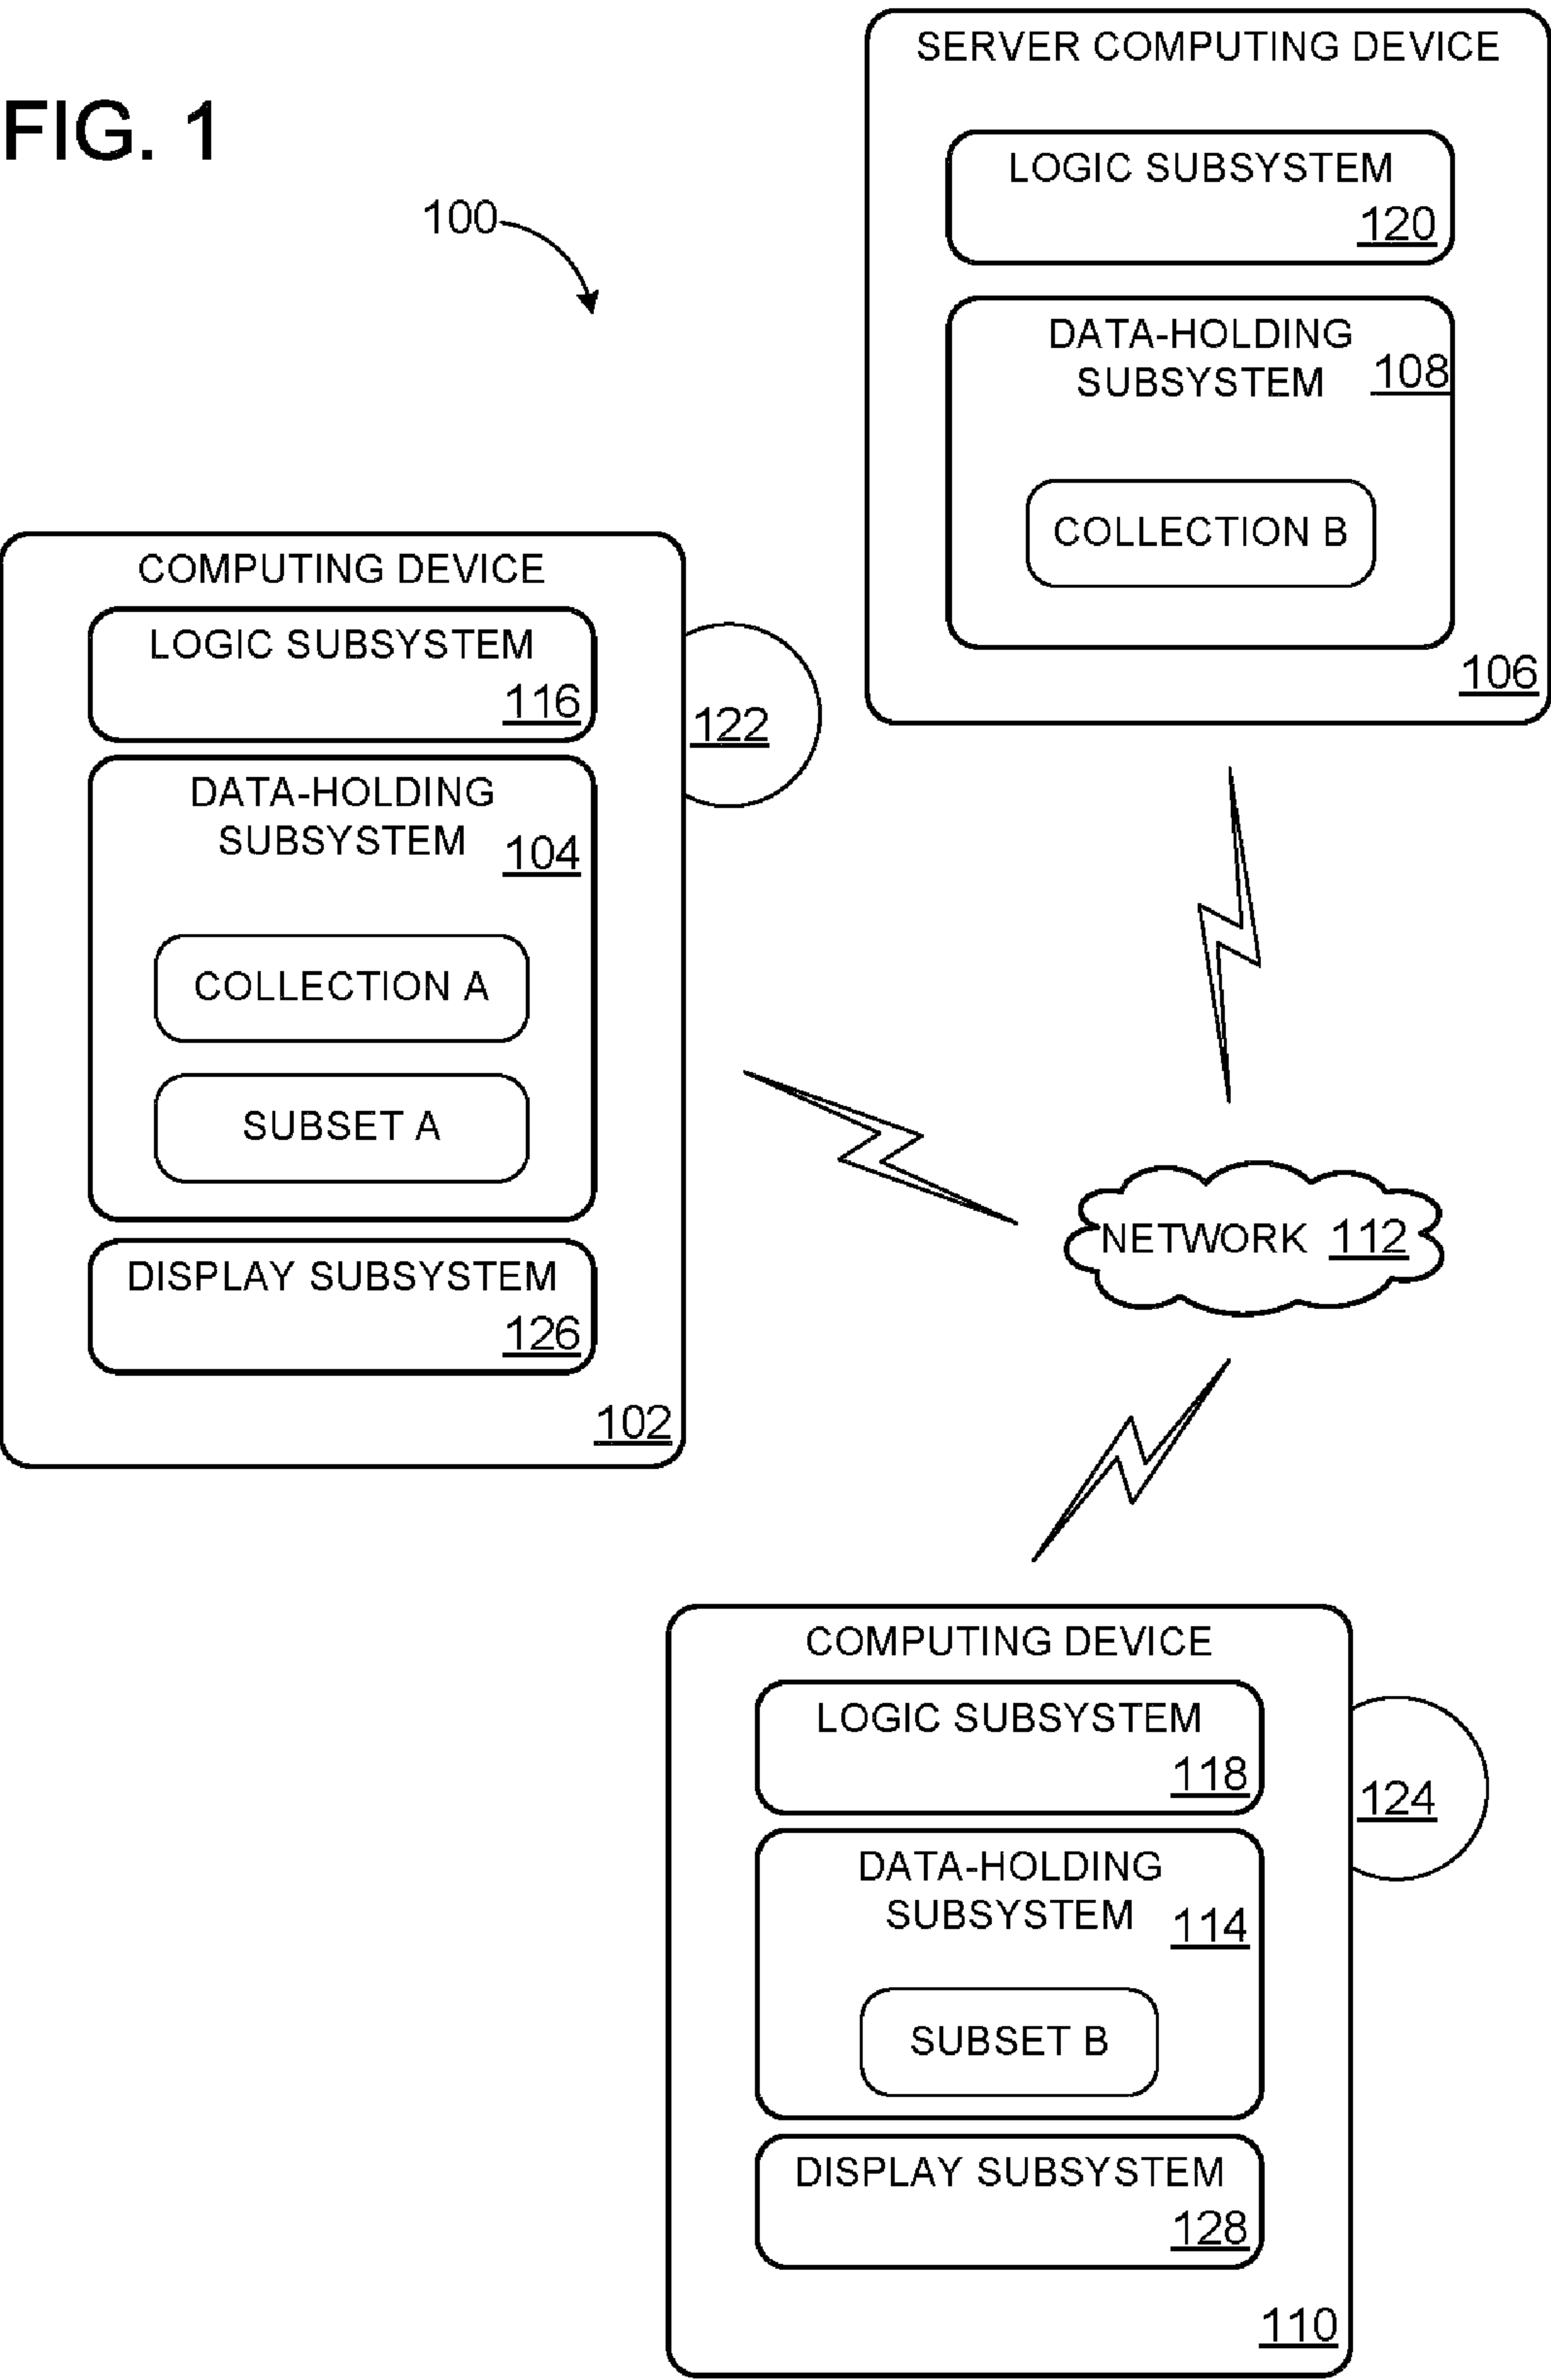 FIG. 1
100
SERVER COMPUTING DEVICE
LOGIC SUBSYSTEM
120
DATA-HOLDING
SUBSYSTEM 108
COLLECTION B
106
COMPUTING DEVICE
LOGIC SUBSYSTEM
116
122
DATA-HOLDING
SUBSYSTEM 104
COLLECTION A
SUBSET A
DISPLAY SUBSYSTEM
126
102
NETWORK 112
COMPUTING DEVICE
LOGIC SUBSYSTEM
118
124
DATA-HOLDING
SUBSYSTEM 114
SUBSET B
DISPLAY SUBSYSTEM
128
110